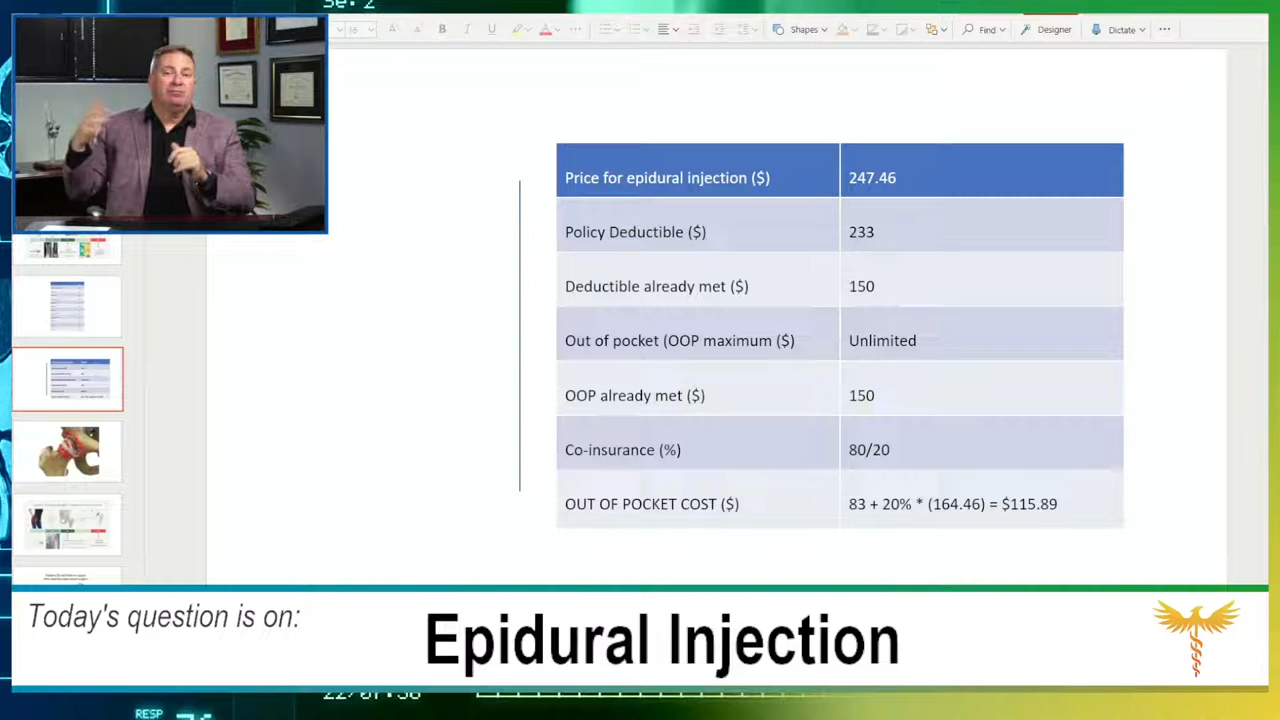 Shapes
Find
Designer
Dictate
Price for epidural injection ($) 247.46
Policy Deductible ($) 233
Deductible already met ($) 150
Out of pocket (OOP maximum ($) Unlimited
OOP already met ($) 150
Co-insurance (%) 80/20
OUT OF POCKET COST ($) 83 + 20% * (164.46) = $115.89
Today's question is on:
Epidural Injection
RESP